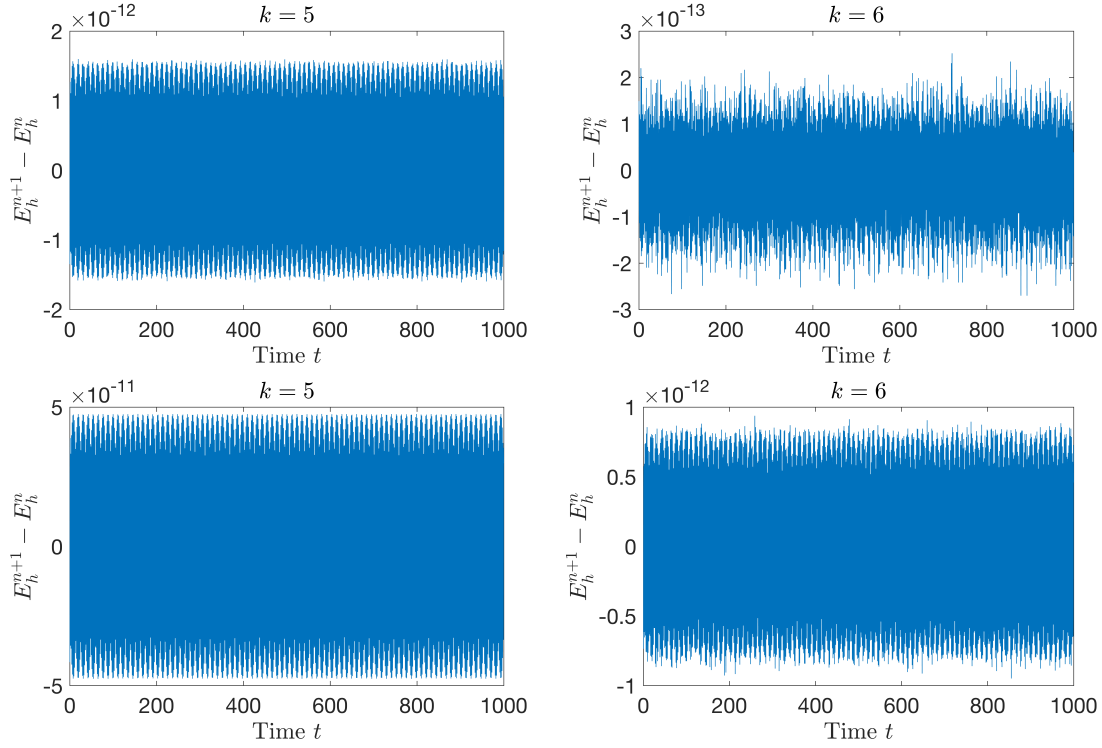 ×10-12
k = 5
2
1
0
-1
-2
0 200 400 600 800 1000
Time t
E_h^{n+1} − E_h^n
×10-13
k = 6
3
2
1
0
-1
-2
-3
0 200 400 600 800 1000
Time t
E_h^{n+1} − E_h^n
×10-11
k = 5
5
0
-5
0 200 400 600 800 1000
Time t
E_h^{n+1} − E_h^n
×10-12
k = 6
1
0.5
0
-0.5
-1
0 200 400 600 800 1000
Time t
E_h^{n+1} − E_h^n